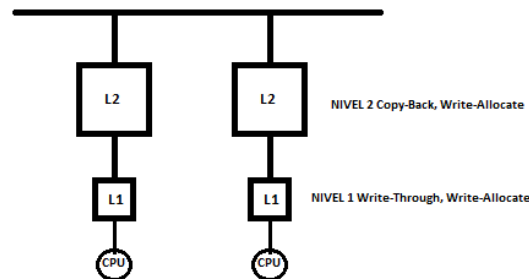 L2
L2
NIVEL 2 Copy-Back, Write-Allocate
L1
L1
NIVEL 1 Write-Through, Write-Allocate
CPU
CPU